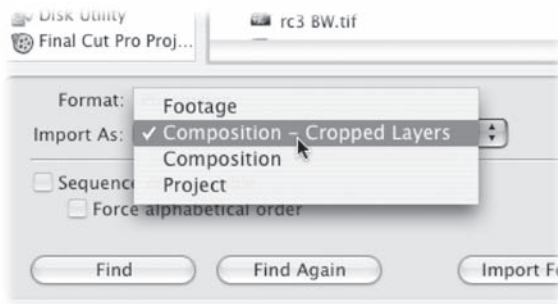 Disk Utility
rc3 BW.tif
Final Cut Pro Proj...
Format:
Footage
Import As:
✓ Composition – Cropped Layers
Composition
Sequence
Project
Force alphabetical order
Find
Find Again
Import